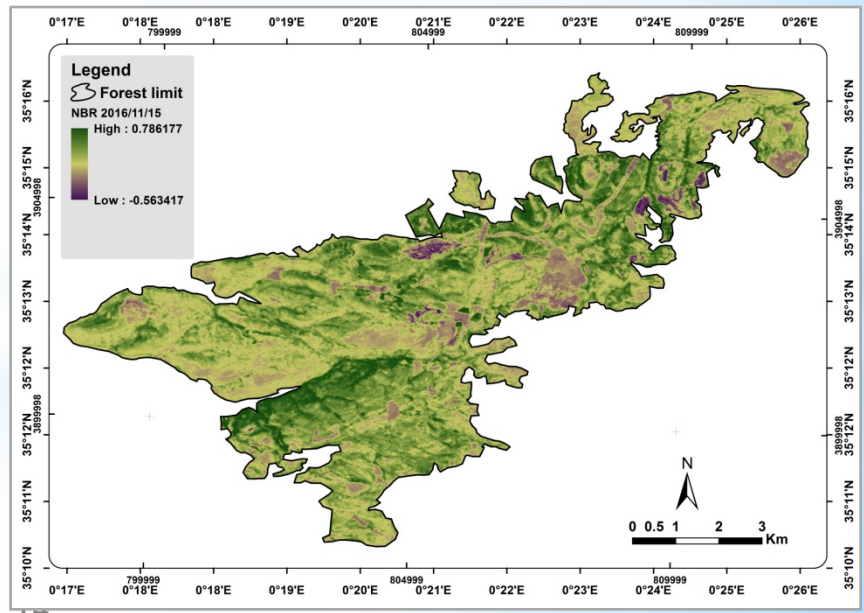 0°17'E 0°18'E 0°18'E 0°19'E 0°20'E 0°21'E 0°22'E 0°23'E 0°24'E 0°25'E 0°26'E
799999 804999 809999
Legend
Forest limit
NBR 2016/11/15
High : 0.786177
Low : -0.563417
35°16'N 35°16'N
35°15'N 35°15'N
3904998 3904998
35°14'N 35°14'N
35°13'N 35°13'N
35°12'N 35°12'N
3899998 3899998
35°12'N 35°12'N
35°11'N 35°11'N
35°10'N 35°10'N
N
0 0.5 1 2 3
Km
799999 804999 809999
0°17'E 0°18'E 0°18'E 0°19'E 0°20'E 0°21'E 0°22'E 0°23'E 0°24'E 0°25'E 0°26'E